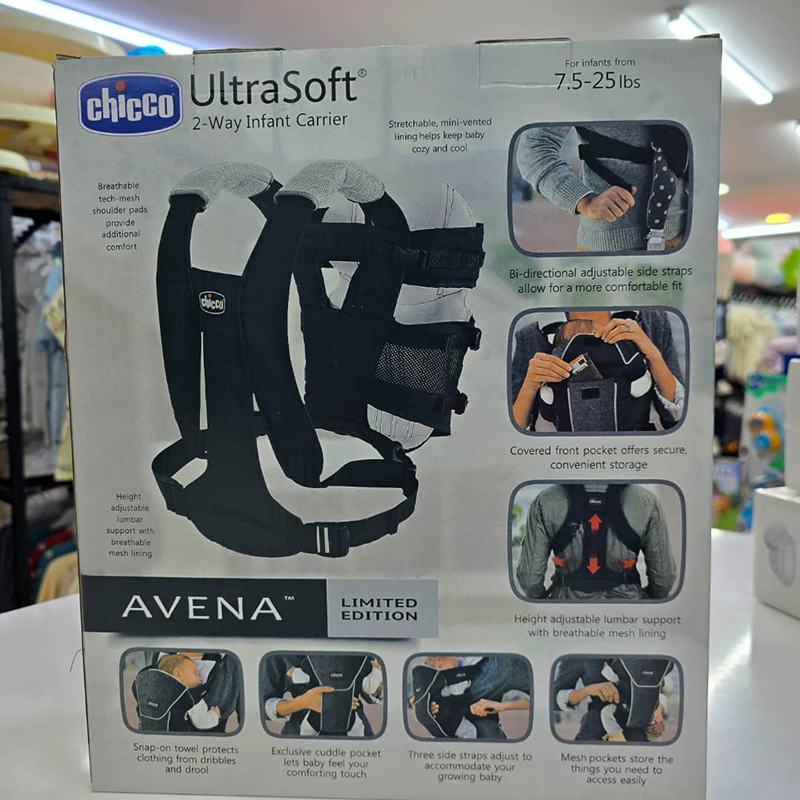 chicco
UltraSoft®
2-Way Infant Carrier
For infants from
7.5-25 lbs
Stretchable, mini-vented
lining helps keep baby
cozy and cool
Breathable
tech-mesh
shoulder pads
provide
additional
comfort
chicco
Bi-directional adjustable side straps
allow for a more comfortable fit
Covered front pocket offers secure,
convenient storage
Height
adjustable
lumbar
support with
breathable
mesh lining
Height adjustable lumbar support
with breathable mesh lining
AVENA™
LIMITED
EDITION
Snap-on towel protects
clothing from dribbles
and drool
Exclusive cuddle pocket
lets baby feel your
comforting touch
Three side straps adjust to
accommodate your
growing baby
Mesh pockets store the
things you need to
access easily